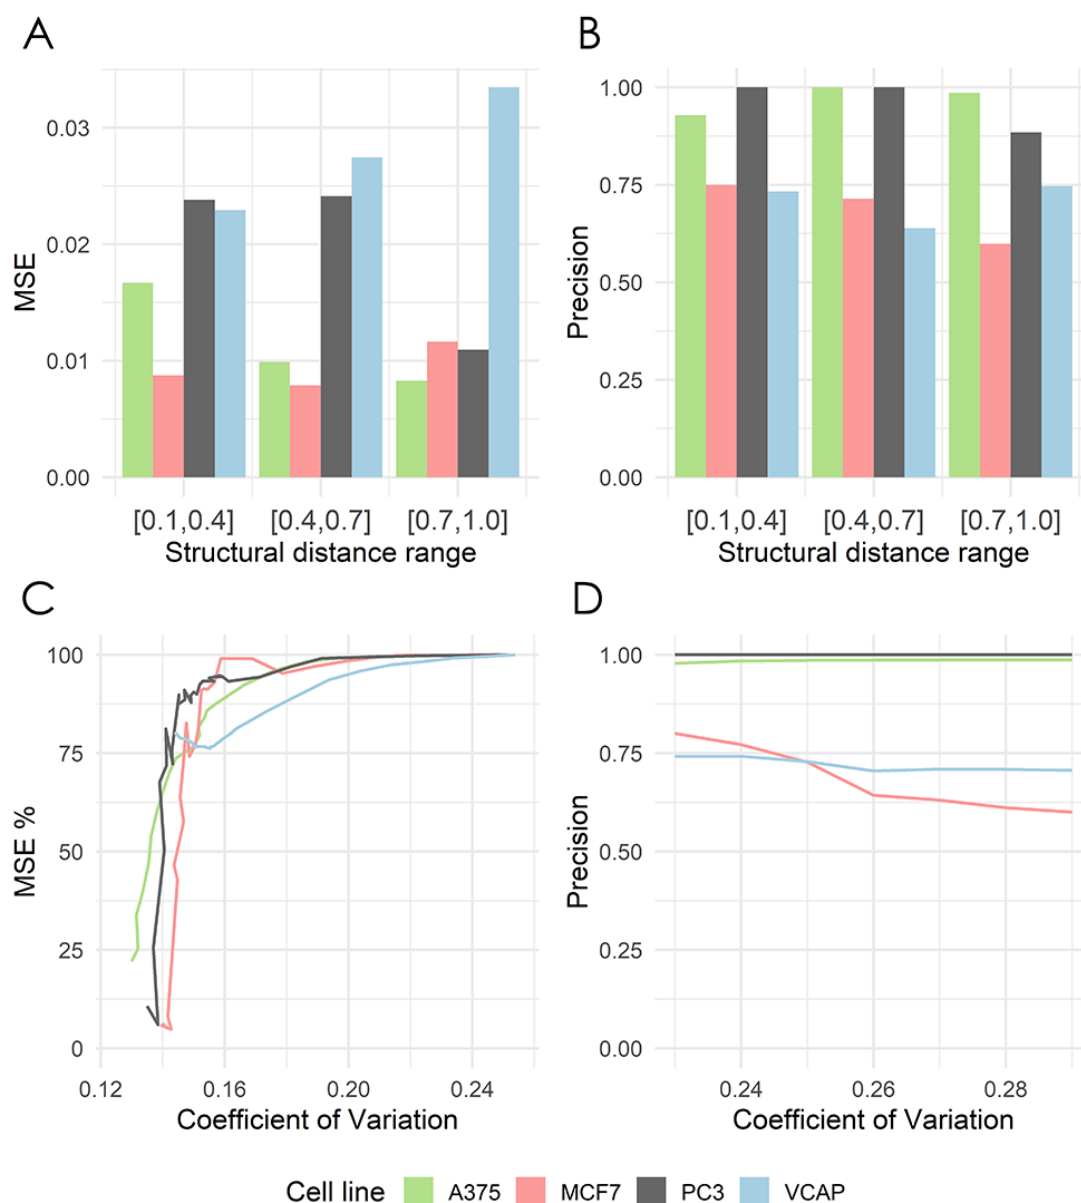 A
MSE
0.03
0.02
0.01
0.00
[0.1,0.4] [0.4,0.7] [0.7,1.0]
Structural distance range
B
Precision
1.00
0.75
0.50
0.25
0.00
[0.1,0.4] [0.4,0.7] [0.7,1.0]
Structural distance range
C
MSE %
100
75
50
25
0
0.12 0.16 0.20 0.24
Coefficient of Variation
D
Precision
1.00
0.75
0.50
0.25
0.00
0.24 0.26 0.28
Coefficient of Variation
Cell line A375 MCF7 PC3 VCAP